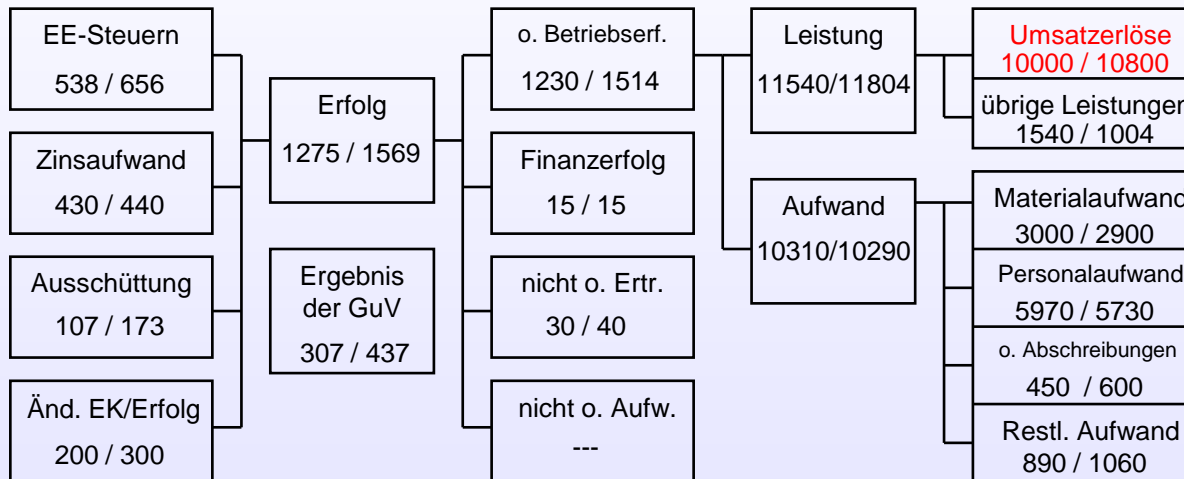 EE-Steuern
538 / 656
Zinsaufwand
430 / 440
Ausschüttung
107 / 173
Änd. EK/Erfolg
200 / 300
Erfolg
1275 / 1569
Ergebnis
der GuV
307 / 437
o. Betriebserf.
1230 / 1514
Finanzerfolg
15 / 15
nicht o. Ertr.
30 / 40
nicht o. Aufw.
---
Leistung
11540/11804
Aufwand
10310/10290
Umsatzerlöse
10000 / 10800
übrige Leistungen
1540 / 1004
Materialaufwand
3000 / 2900
Personalaufwand
5970 / 5730
o. Abschreibungen
450 / 600
Restl. Aufwand
890 / 1060